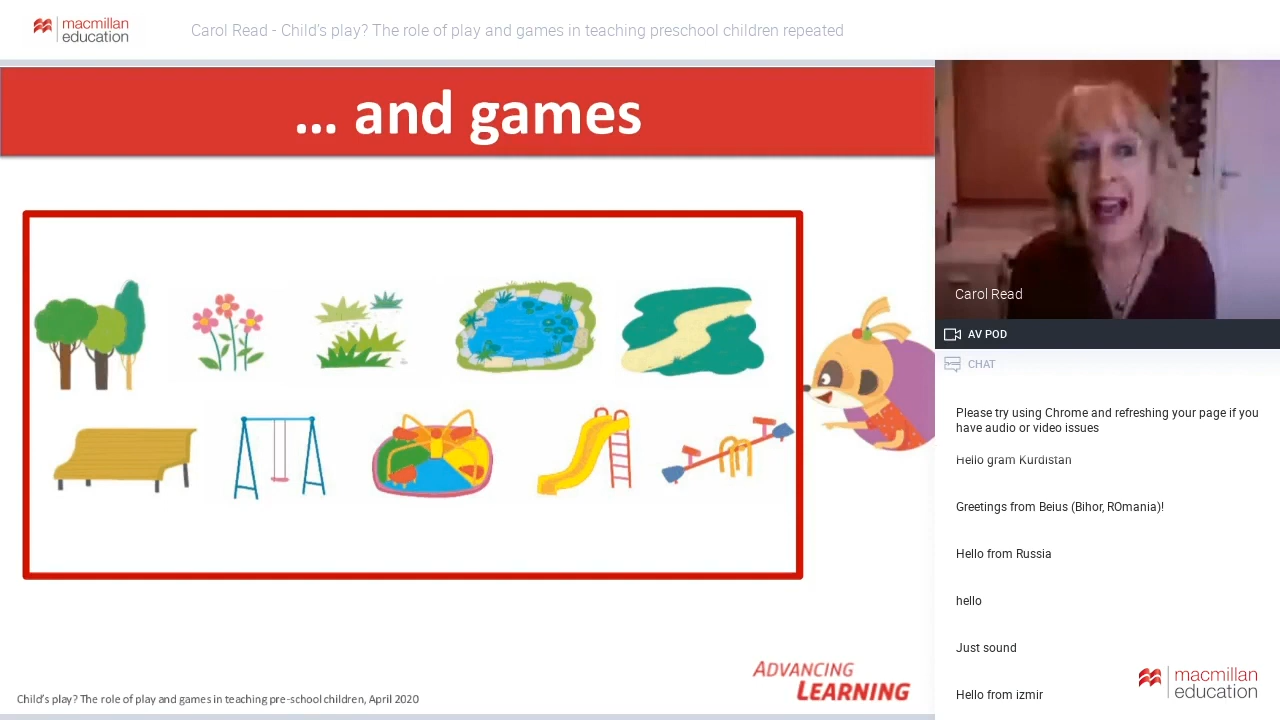 macmillan
education
Carol Read - Child's play? The role of play and games in teaching preschool children repeated
... and games
Carol Read
AV POD
CHAT
Please try using Chrome and refreshing your page if you
have audio or video issues
Hello gram Kurdistan
Greetings from Beius (Bihor, ROmania)!
Hello from Russia
hello
Just sound
Hello from izmir
macmillan
education
ADVANCING
LEARNING
Child's play? The role of play and games in teaching pre-school children, April 2020